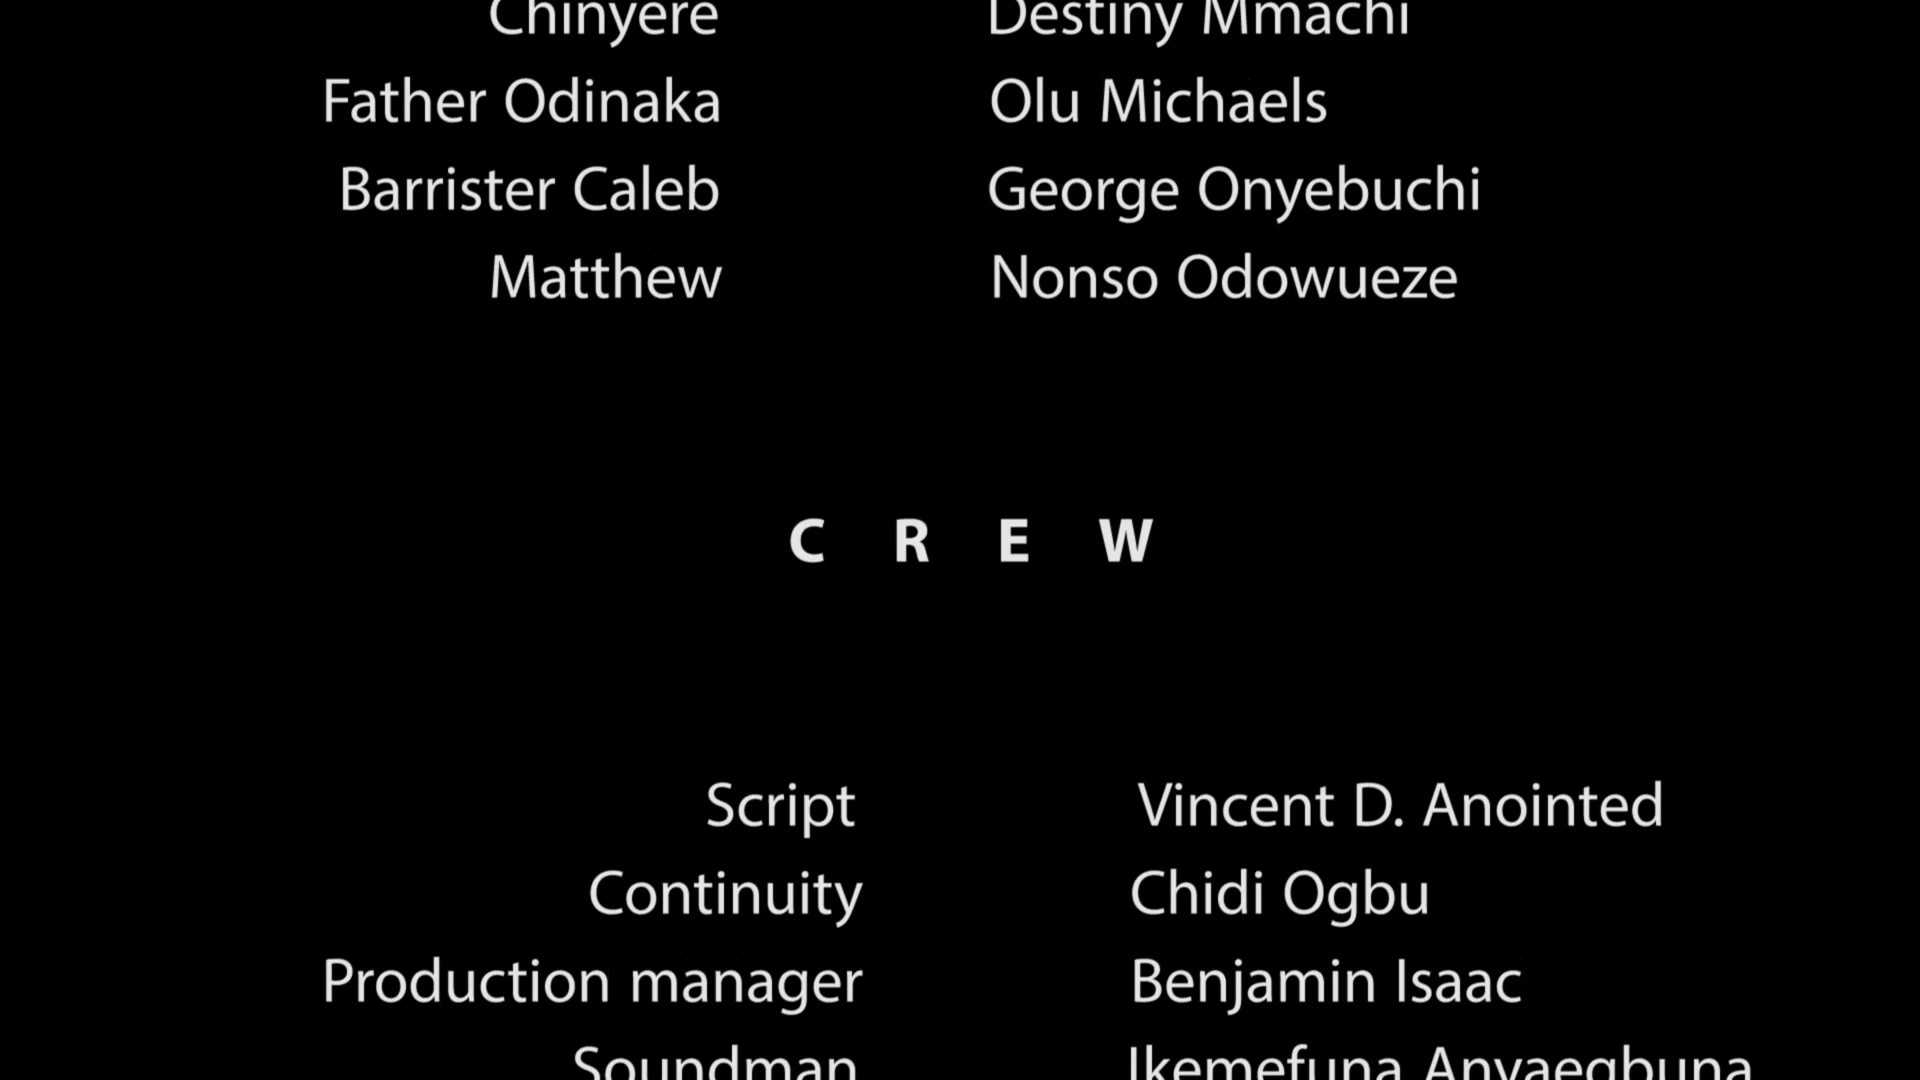 Chinyere Destiny Mmachi
Father Odinaka Olu Michaels
Barrister Caleb George Onyebuchi
Matthew Nonso Odowueze
C R E W
Script Vincent D. Anointed
Continuity Chidi Ogbu
Production manager Benjamin Isaac
Soundman Ikemefuna Anyaegbuna